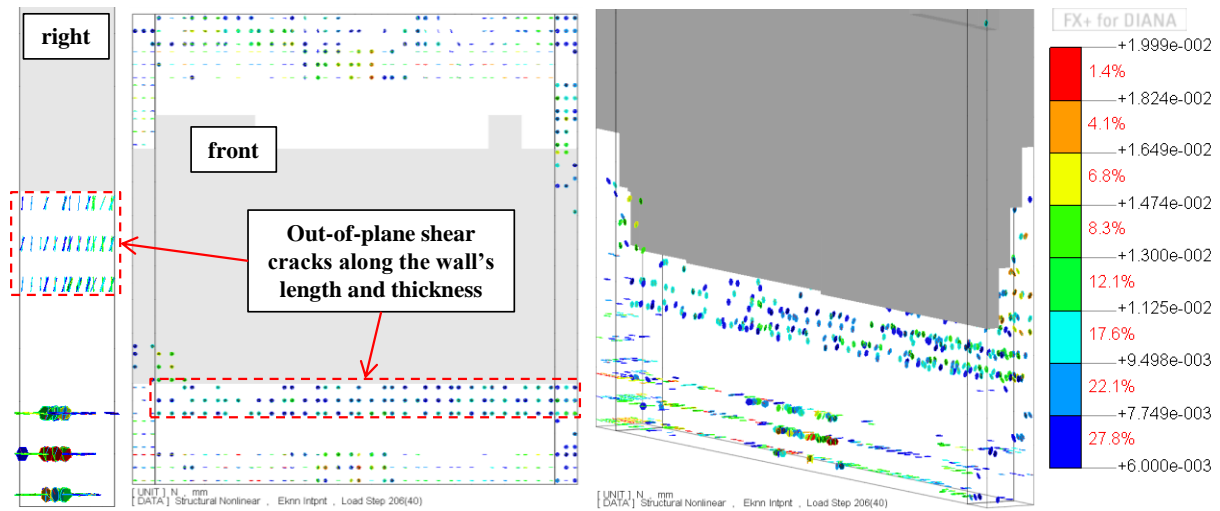 right
front
Out-of-plane shear
cracks along the wall's
length and thickness
[ UNIT ] N , mm
[ DATA ] Structural Nonlinear , Eknn Intpnt , Load Step 206(40)
[ UNIT ] N , mm
[ DATA ] Structural Nonlinear , Eknn Intpnt , Load Step 206(40)
FX+ for DIANA
+1.999e-002
1.4%
+1.824e-002
4.1%
+1.649e-002
6.8%
+1.474e-002
8.3%
+1.300e-002
12.1%
+1.125e-002
17.6%
+9.498e-003
22.1%
+7.749e-003
27.8%
+6.000e-003